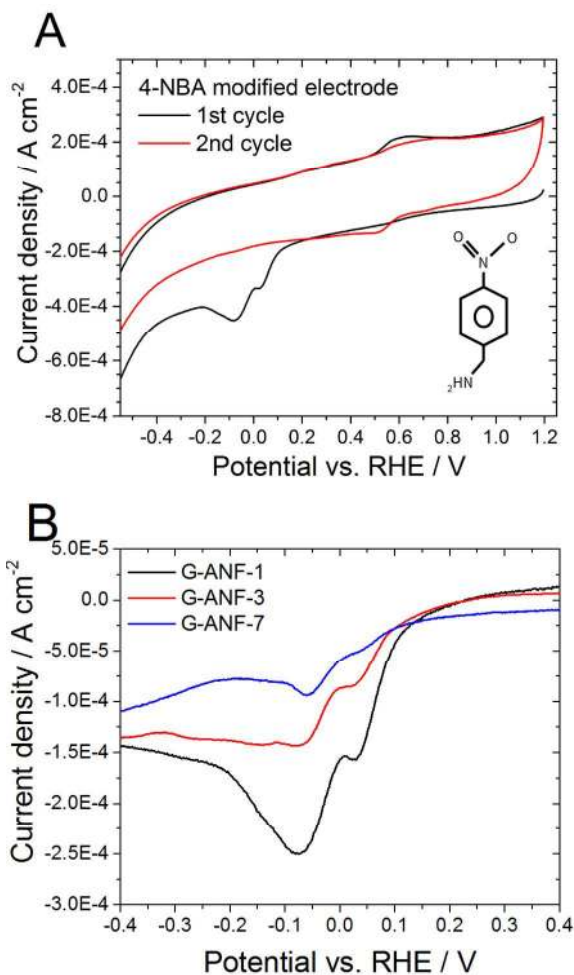 A
4-NBA modified electrode
1st cycle
2nd cycle
4.0E-4
2.0E-4
0.0
-2.0E-4
-4.0E-4
-6.0E-4
-8.0E-4
Current density / A cm-2
O O
N
2HN
-0.4 -0.2 0.0 0.2 0.4 0.6 0.8 1.0 1.2
Potential vs. RHE / V
B
G-ANF-1
G-ANF-3
G-ANF-7
5.0E-5
0.0
-5.0E-5
-1.0E-4
-1.5E-4
-2.0E-4
-2.5E-4
-3.0E-4
Current density / A cm-2
-0.4 -0.3 -0.2 -0.1 0.0 0.1 0.2 0.3 0.4
Potential vs. RHE / V